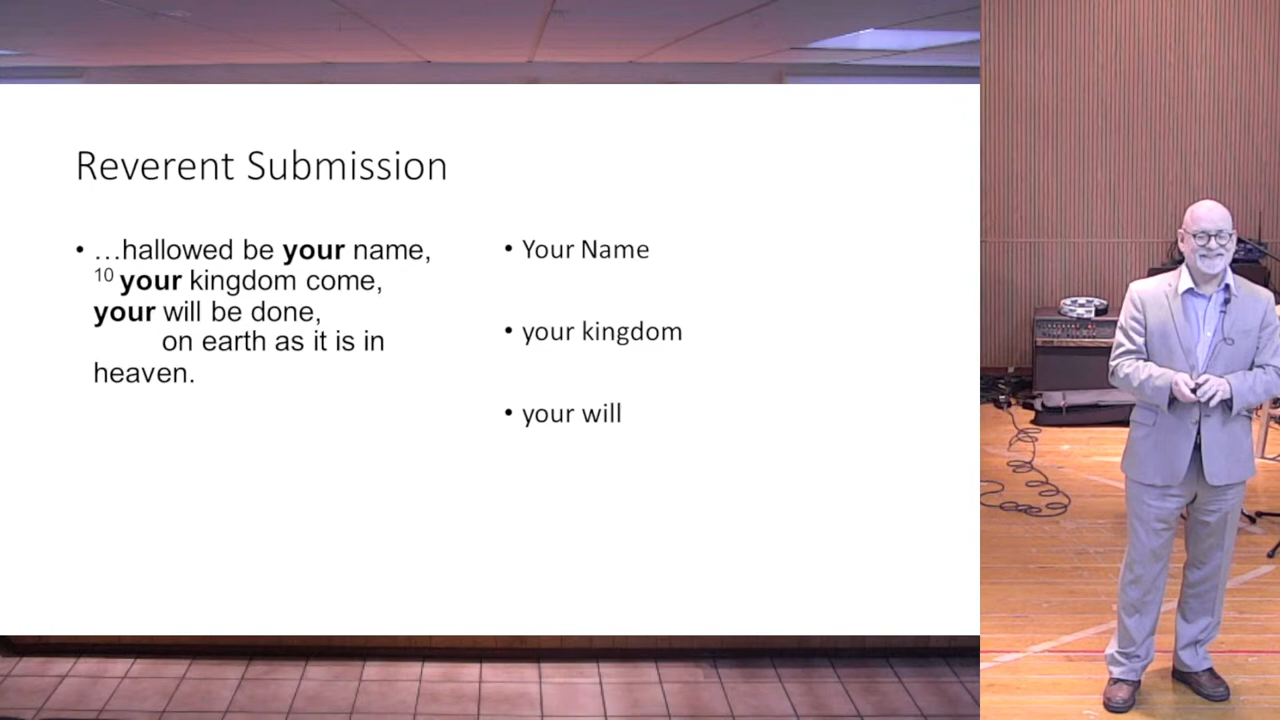 Reverent Submission
• …hallowed be your name,
10 your kingdom come,
your will be done,
on earth as it is in
heaven.
• Your Name
• your kingdom
• your will